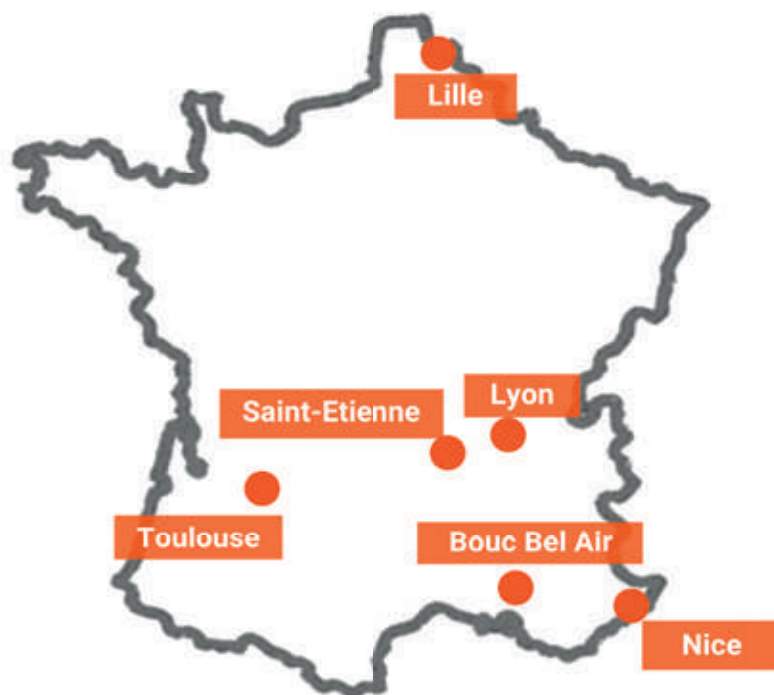 Lille
Lyon
Saint-Etienne
Toulouse
Bouc Bel Air
Nice